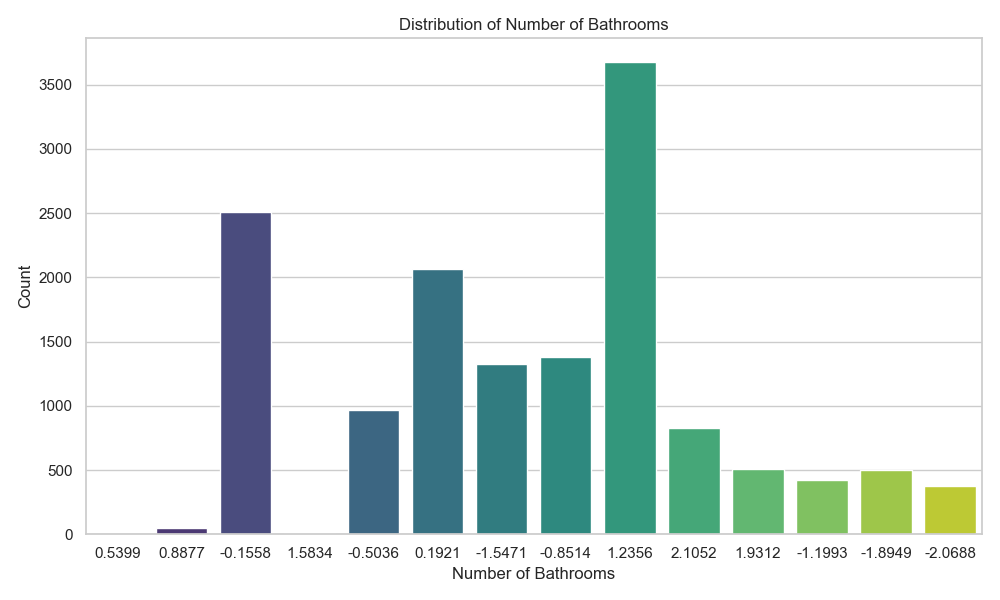 Distribution of Number of Bathrooms
3500
3000
2500
2000
1500
1000
500
0
Count
0.5399 0.8877 -0.1558 1.5834 -0.5036 0.1921 -1.5471 -0.8514 1.2356 2.1052 1.9312 -1.1993 -1.8949 -2.0688
Number of Bathrooms